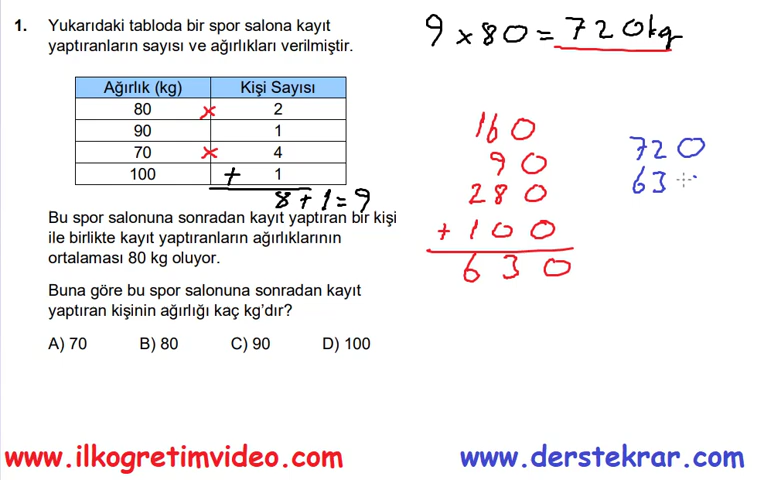 1. Yukarıdaki tabloda bir spor salona kayıt
yaptıranların sayısı ve ağırlıkları verilmiştir.
9 x 80 = 720kg
Ağırlık (kg) Kişi Sayısı
80 x 2
90 1
70 x 4
100 + 1
8 + 1 = 9
160
90
280
+ 100
630
720
63
Bu spor salonuna sonradan kayıt yaptıran bir kişi
ile birlikte kayıt yaptıranların ağırlıklarının
ortalaması 80 kg oluyor.
Buna göre bu spor salonuna sonradan kayıt
yaptıran kişinin ağırlığı kaç kg'dır?
A) 70 B) 80 C) 90 D) 100
www.ilkogretimvideo.com www.derstekrar.com